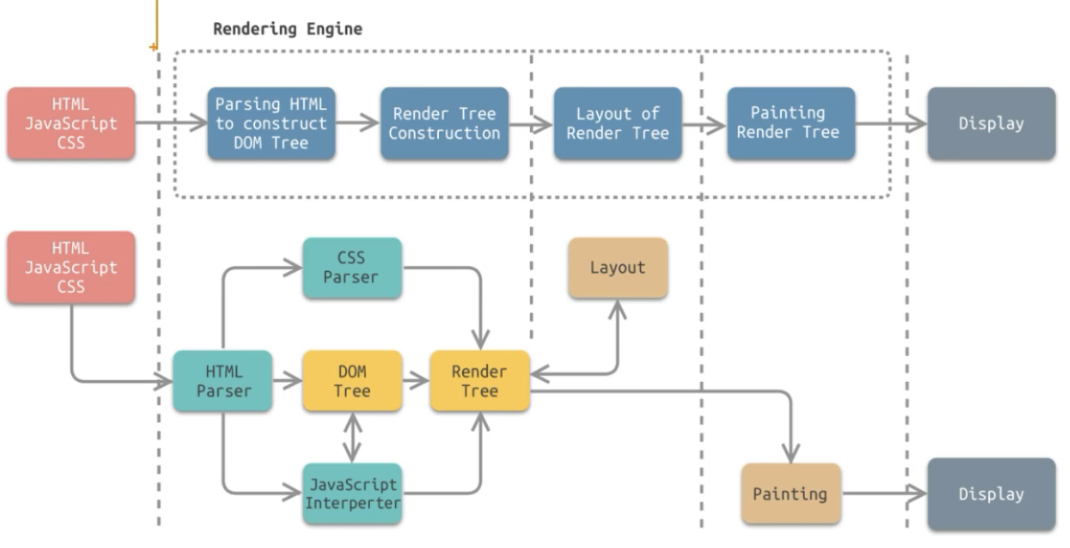 Rendering Engine
HTML
JavaScript
CSS
Parsing HTML
to construct
DOM Tree
Render Tree
Construction
Layout of
Render Tree
Painting
Render Tree
Display
HTML
JavaScript
CSS
CSS
Parser
Layout
HTML
Parser
DOM
Tree
Render
Tree
JavaScript
Interperter
Painting
Display